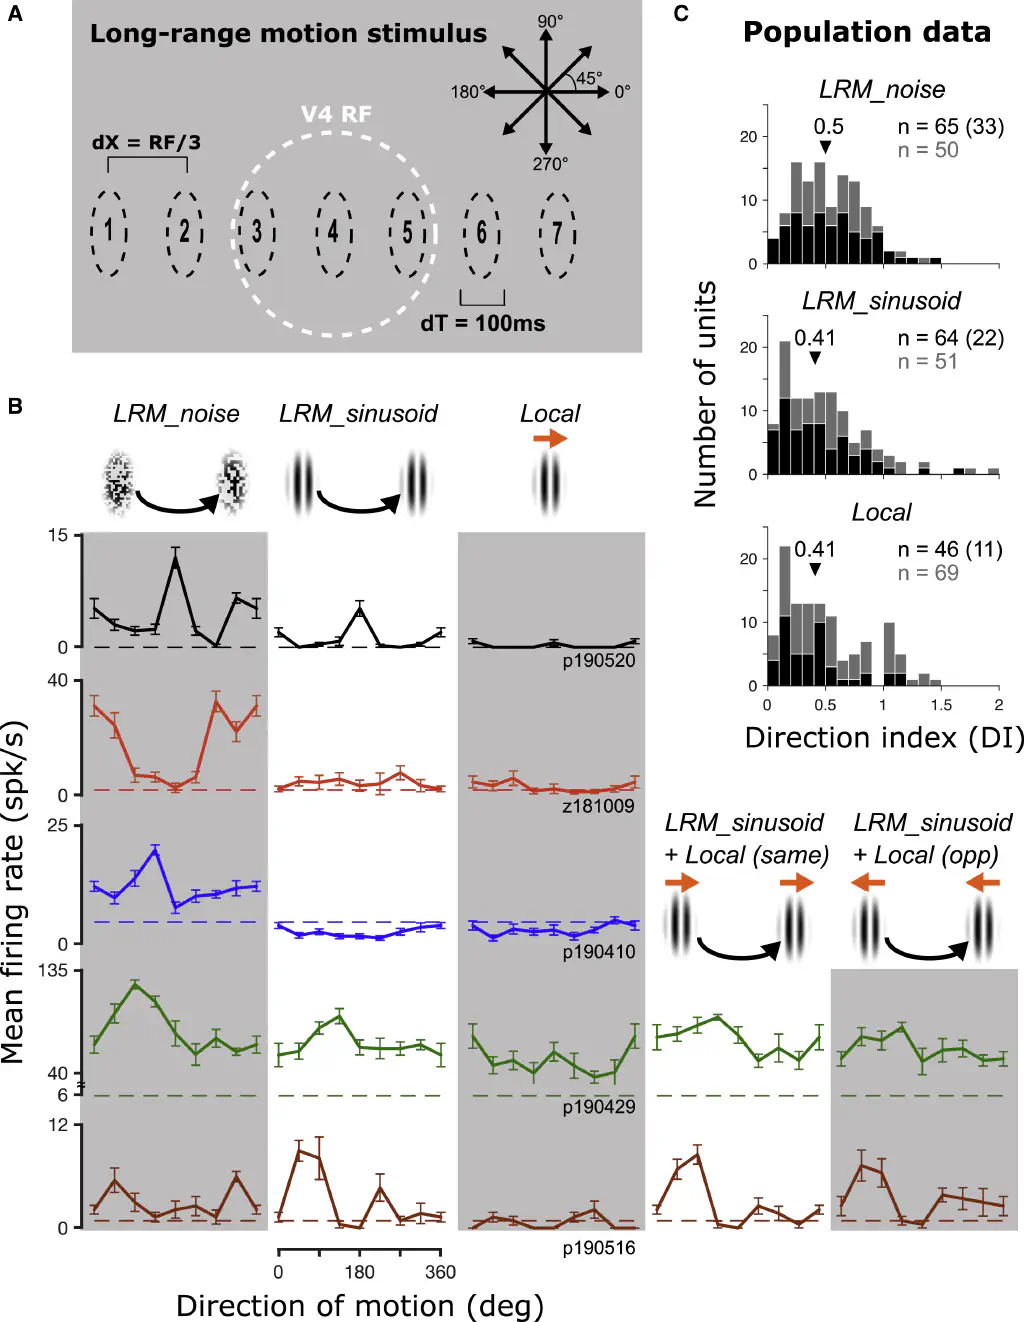 A
Long-range motion stimulus
90°
45°
180°
0°
270°
V4 RF
dX = RF/3
1 2 3 4 5 6 7
dT = 100ms
B
LRM_noise LRM_sinusoid Local
Mean firing rate (spk/s)
15
0
p190520
40
0
z181009
25
0
p190410
LRM_sinusoid
+ Local (same)
LRM_sinusoid
+ Local (opp)
135
40
6
p190429
12
0
p190516
0 180 360
Direction of motion (deg)
C
Population data
Number of units
LRM_noise
20
10
0
0.5
n = 65 (33)
n = 50
LRM_sinusoid
20
10
0
0.41
n = 64 (22)
n = 51
Local
20
10
0
0.41
n = 46 (11)
n = 69
0 0.5 1 1.5 2
Direction index (DI)